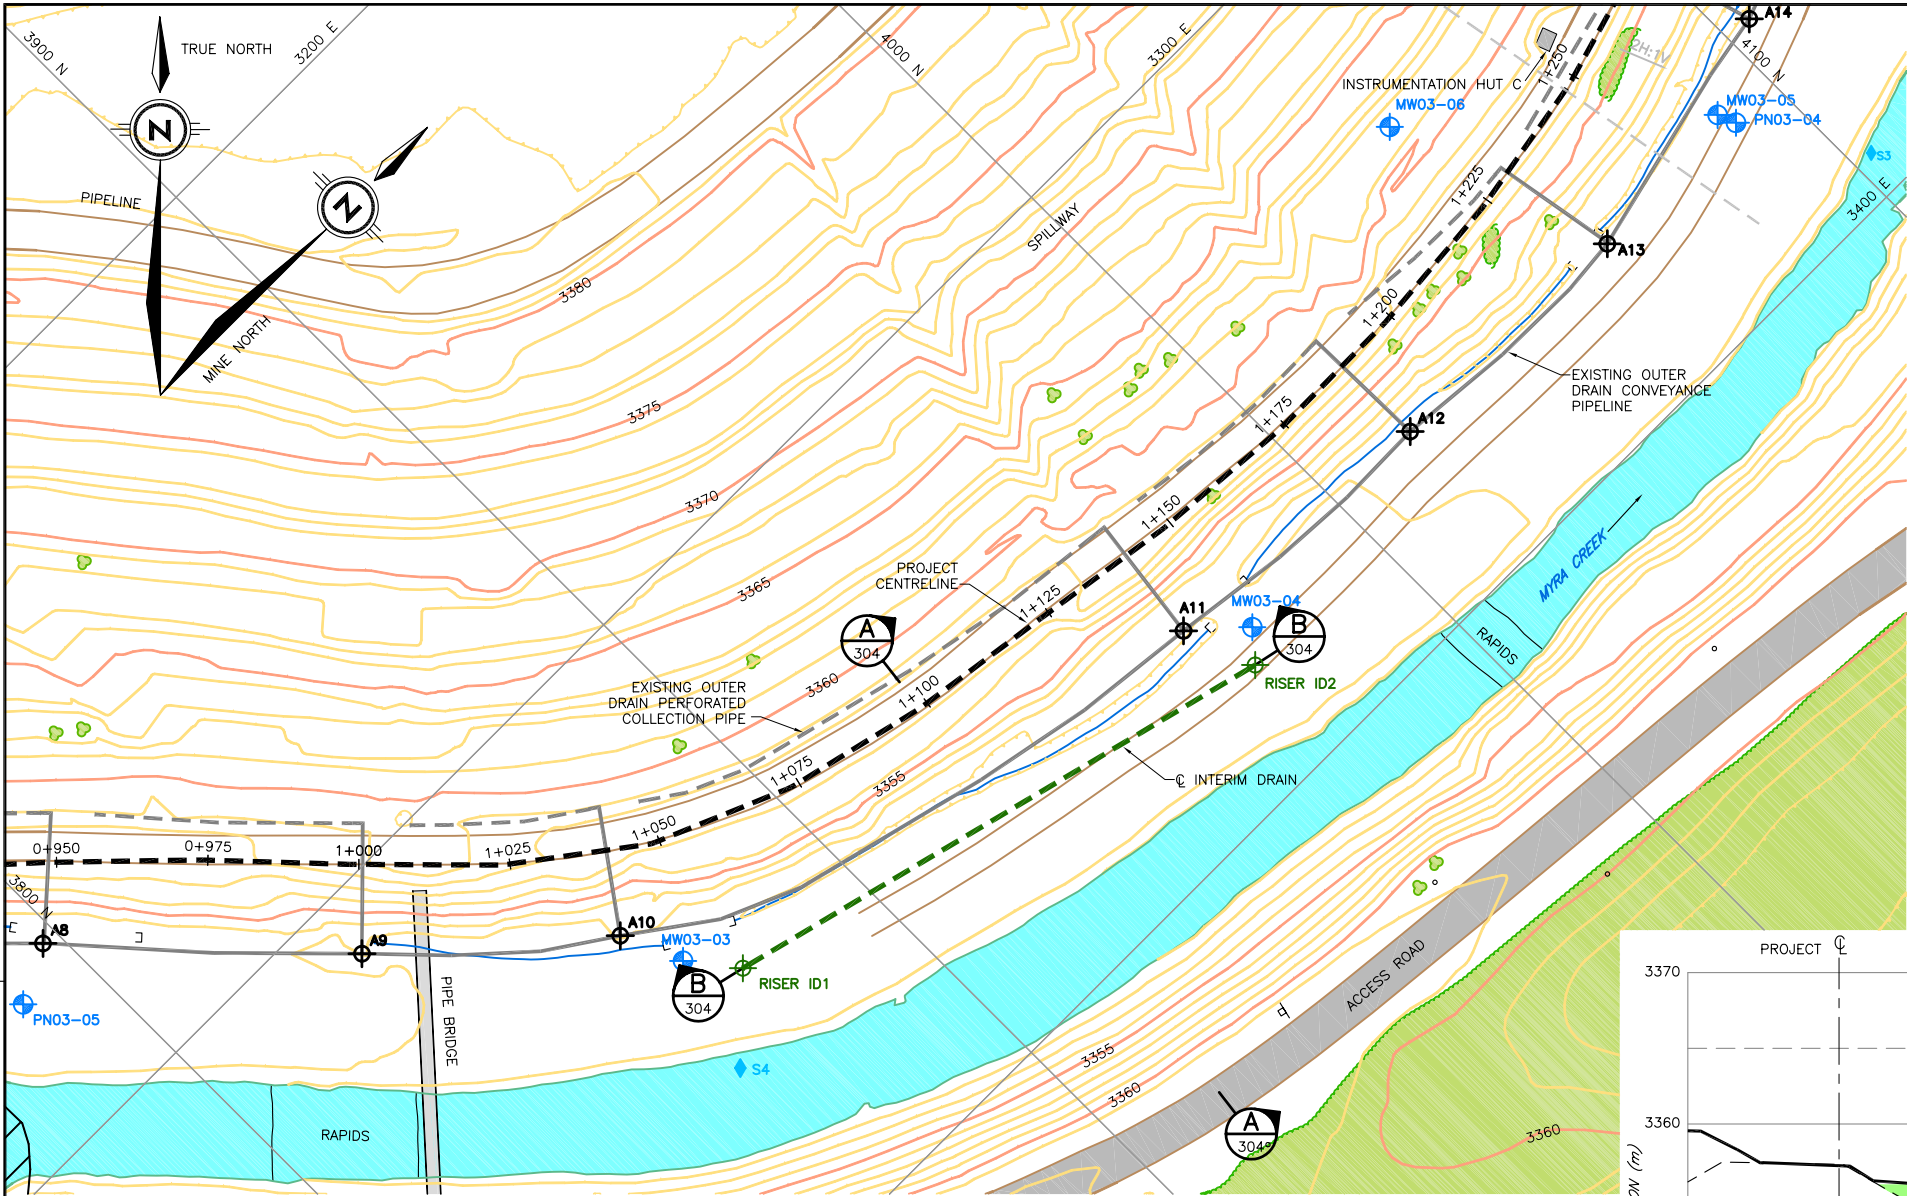 3900 N
TRUE NORTH
3200 E
4000 N
3300 E
A14
4100 N
2H:1V
1+250
INSTRUMENTATION HUT C
MW03-06
MW03-05
PN03-04
S3
N
N
PIPELINE
MINE NORTH
SPILLWAY
1+225
3400 E
A13
3380
1+200
EXISTING OUTER
DRAIN CONVEYANCE
PIPELINE
3375
1+175
A12
3370
1+150
MYRA CREEK
PROJECT
CENTRELINE
3365
1+125
A11
MW03-04
A
304
B
304
RAPIDS
3360
1+100
RISER ID2
EXISTING OUTER
DRAIN PERFORATED
COLLECTION PIPE
1+075
3355
℄ INTERIM DRAIN
0+950
0+975
1+000
1+025
1+050
3800 N
A8
A9
A10
MW03-03
B
304
RISER ID1
PN03-05
PIPE BRIDGE
ACCESS ROAD
S4
3355
3360
RAPIDS
A
304
3360
PROJECT ℄
3370
3360
(m)